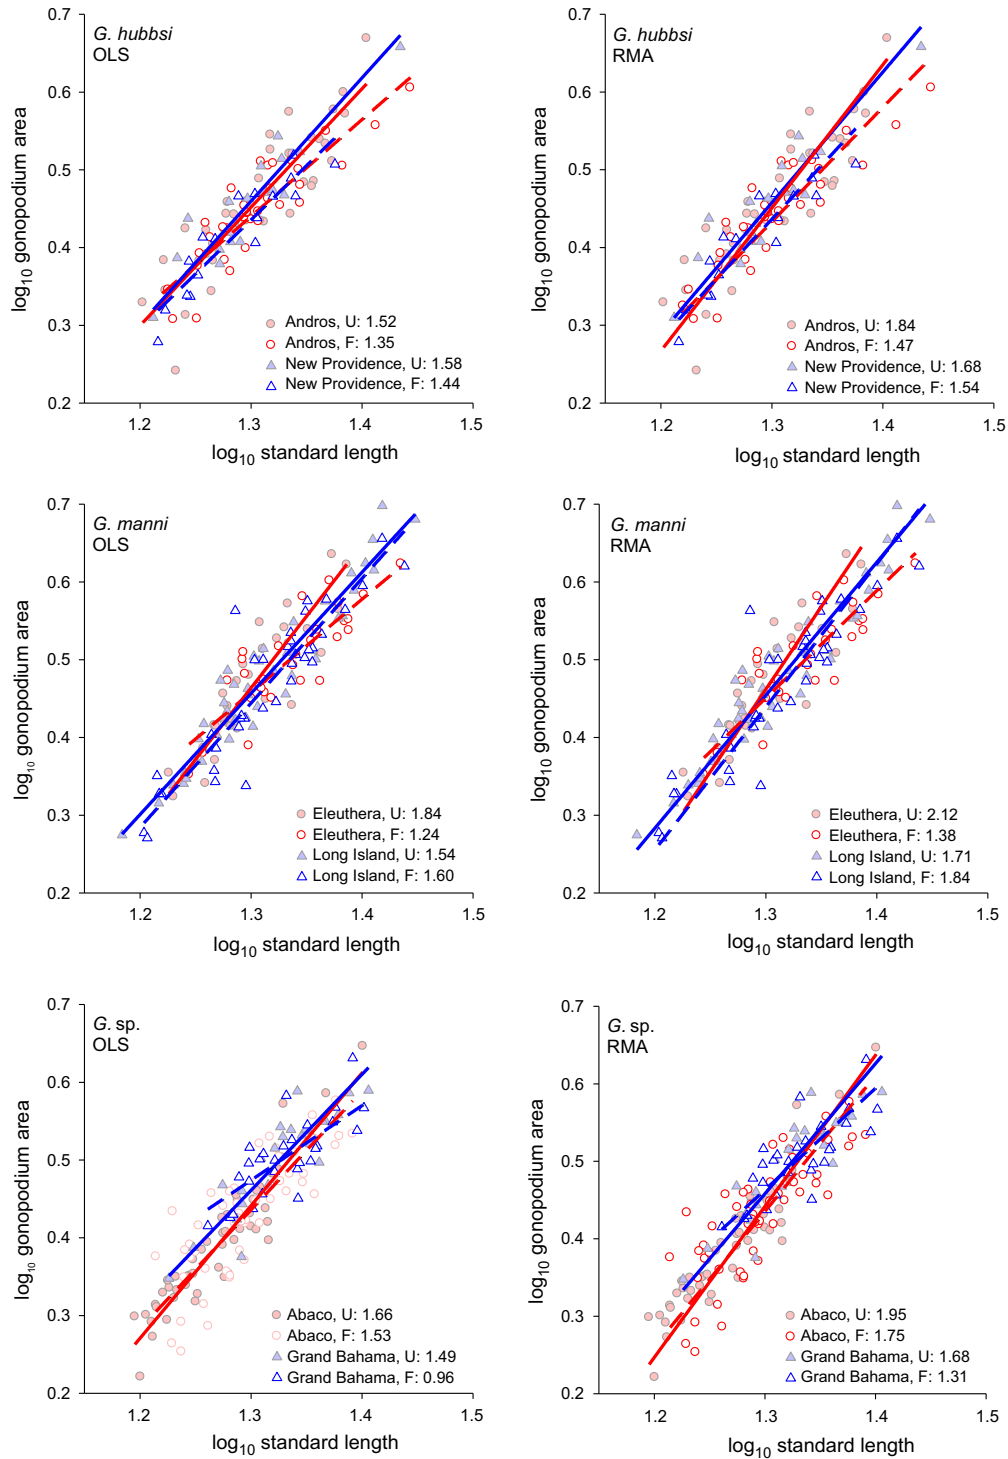 G. hubbsi
OLS
0.7
0.6
0.5
0.4
0.3
0.2
log10 gonopodium area
Andros, U: 1.52
Andros, F: 1.35
New Providence, U: 1.58
New Providence, F: 1.44
1.2 1.3 1.4 1.5
log10 standard length
G. hubbsi
RMA
0.7
0.6
0.5
0.4
0.3
0.2
log10 gonopodium area
Andros, U: 1.84
Andros, F: 1.47
New Providence, U: 1.68
New Providence, F: 1.54
1.2 1.3 1.4 1.5
log10 standard length
G. manni
OLS
0.7
0.6
0.5
0.4
0.3
0.2
log10 gonopodium area
Eleuthera, U: 1.84
Eleuthera, F: 1.24
Long Island, U: 1.54
Long Island, F: 1.60
1.2 1.3 1.4 1.5
log10 standard length
G. manni
RMA
0.7
0.6
0.5
0.4
0.3
0.2
log10 gonopodium area
Eleuthera, U: 2.12
Eleuthera, F: 1.38
Long Island, U: 1.71
Long Island, F: 1.84
1.2 1.3 1.4 1.5
log10 standard length
G. sp.
OLS
0.7
0.6
0.5
0.4
0.3
0.2
log10 gonopodium area
Abaco, U: 1.66
Abaco, F: 1.53
Grand Bahama, U: 1.49
Grand Bahama, F: 0.96
1.2 1.3 1.4 1.5
log10 standard length
G. sp.
RMA
0.7
0.6
0.5
0.4
0.3
0.2
log10 gonopodium area
Abaco, U: 1.95
Abaco, F: 1.75
Grand Bahama, U: 1.68
Grand Bahama, F: 1.31
1.2 1.3 1.4 1.5
log10 standard length